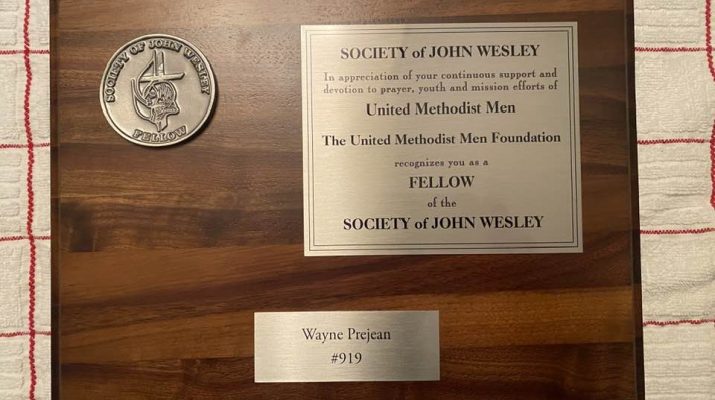 SOCIETY OF JOHN WESLEY
FELLOW
SOCIETY of JOHN WESLEY
In appreciation of your continuous support and
devotion to prayer, youth and mission efforts of
United Methodist Men
The United Methodist Men Foundation
recognizes you as a
FELLOW
of the
SOCIETY of JOHN WESLEY
Wayne Prejean
#919